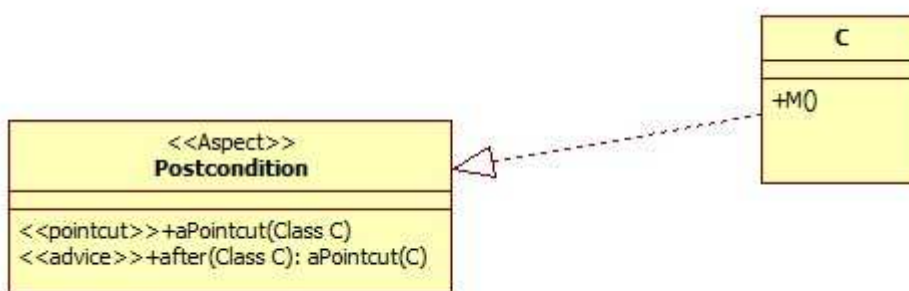 C
+M()
<<Aspect>>
Postcondition
<<pointcut>>+aPointcut(Class C)
<<advice>>+after(Class C): aPointcut(C)